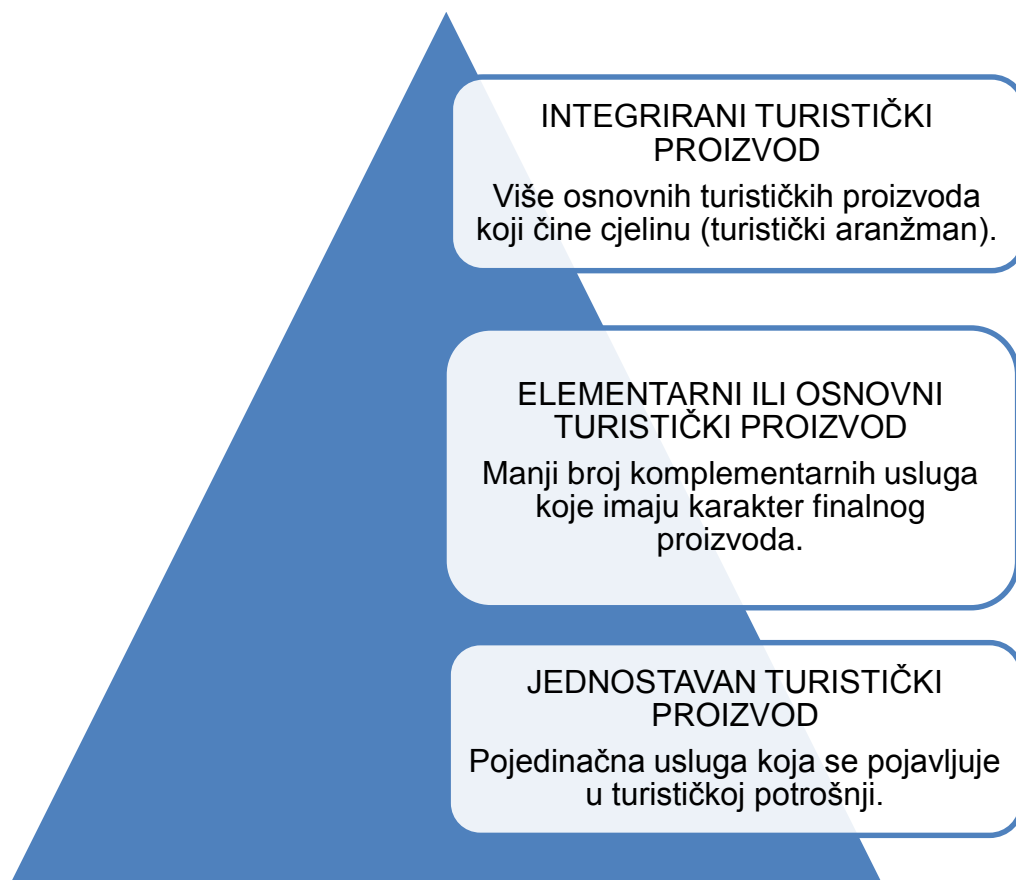 INTEGRIRANI TURISTIČKI
PROIZVOD
Više osnovnih turističkih proizvoda
koji čine cjelinu (turistički aranžman).
ELEMENTARNI ILI OSNOVNI
TURISTIČKI PROIZVOD
Manji broj komplementarnih usluga
koje imaju karakter finalnog
proizvoda.
JEDNOSTAVAN TURISTIČKI
PROIZVOD
Pojedinačna usluga koja se pojavljuje
u turističkoj potrošnji.